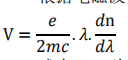 V = e/2mc . λ . dn/dλ